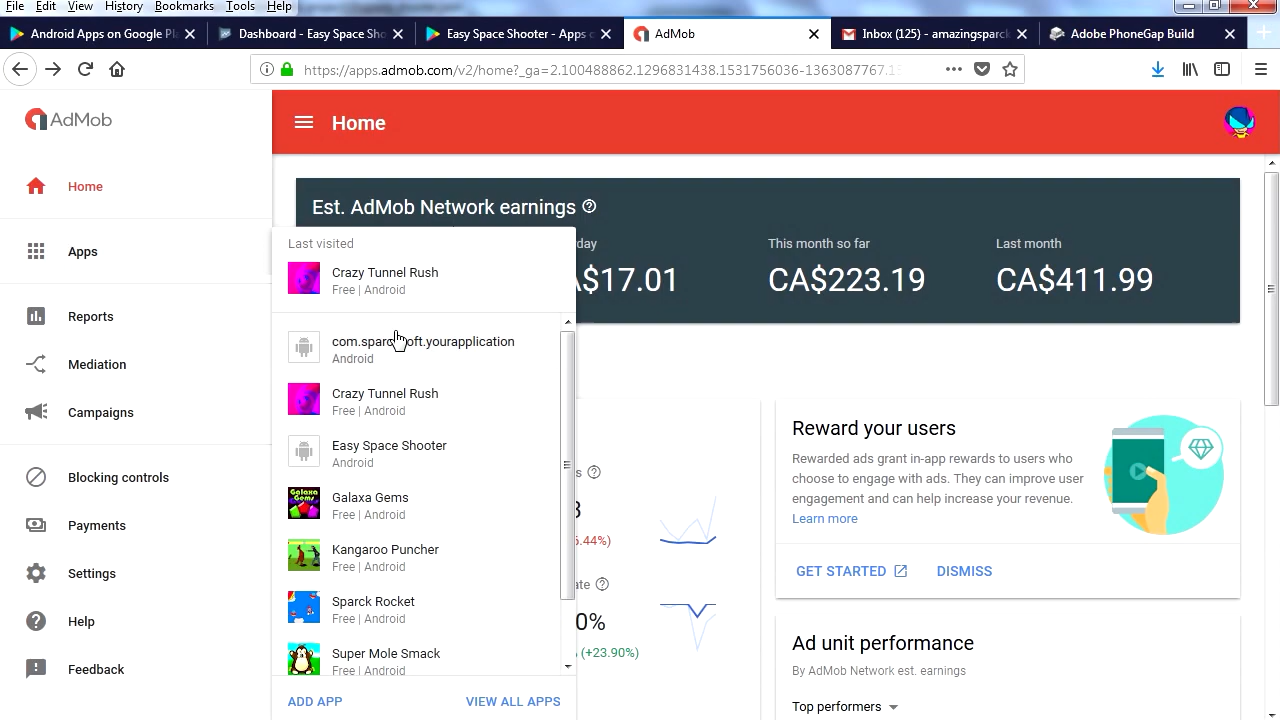 File Edit View History Bookmarks Tools Help
Android Apps on Google Pl
Dashboard - Easy Space Sho
Easy Space Shooter - Apps o
AdMob
Inbox (125) - amazingsparck
Adobe PhoneGap Build
https://apps.admob.com/v2/home?_ga=2.100488862.1296831438.1531756036-1363087767.1
AdMob
Home
Home
Apps
Reports
Mediation
Campaigns
Blocking controls
Payments
Settings
Help
Feedback
Est. AdMob Network earnings
day
A$17.01
This month so far
CA$223.19
Last month
CA$411.99
Last visited
Crazy Tunnel Rush
Free | Android
Android
Crazy Tunnel Rush
Free | Android
Easy Space Shooter
Android
Galaxa Gems
Free | Android
Kangaroo Puncher
Free | Android
Sparck Rocket
Free | Android
Super Mole Smack
Free | Android
ADD APP
VIEW ALL APPS
6.44%)
ate
0%
(+23.90%)
Reward your users
Rewarded ads grant in-app rewards to users who
choose to engage with ads. They can improve user
engagement and can help increase your revenue.
Learn more
GET STARTED
DISMISS
Ad unit performance
By AdMob Network est. earnings
Top performers